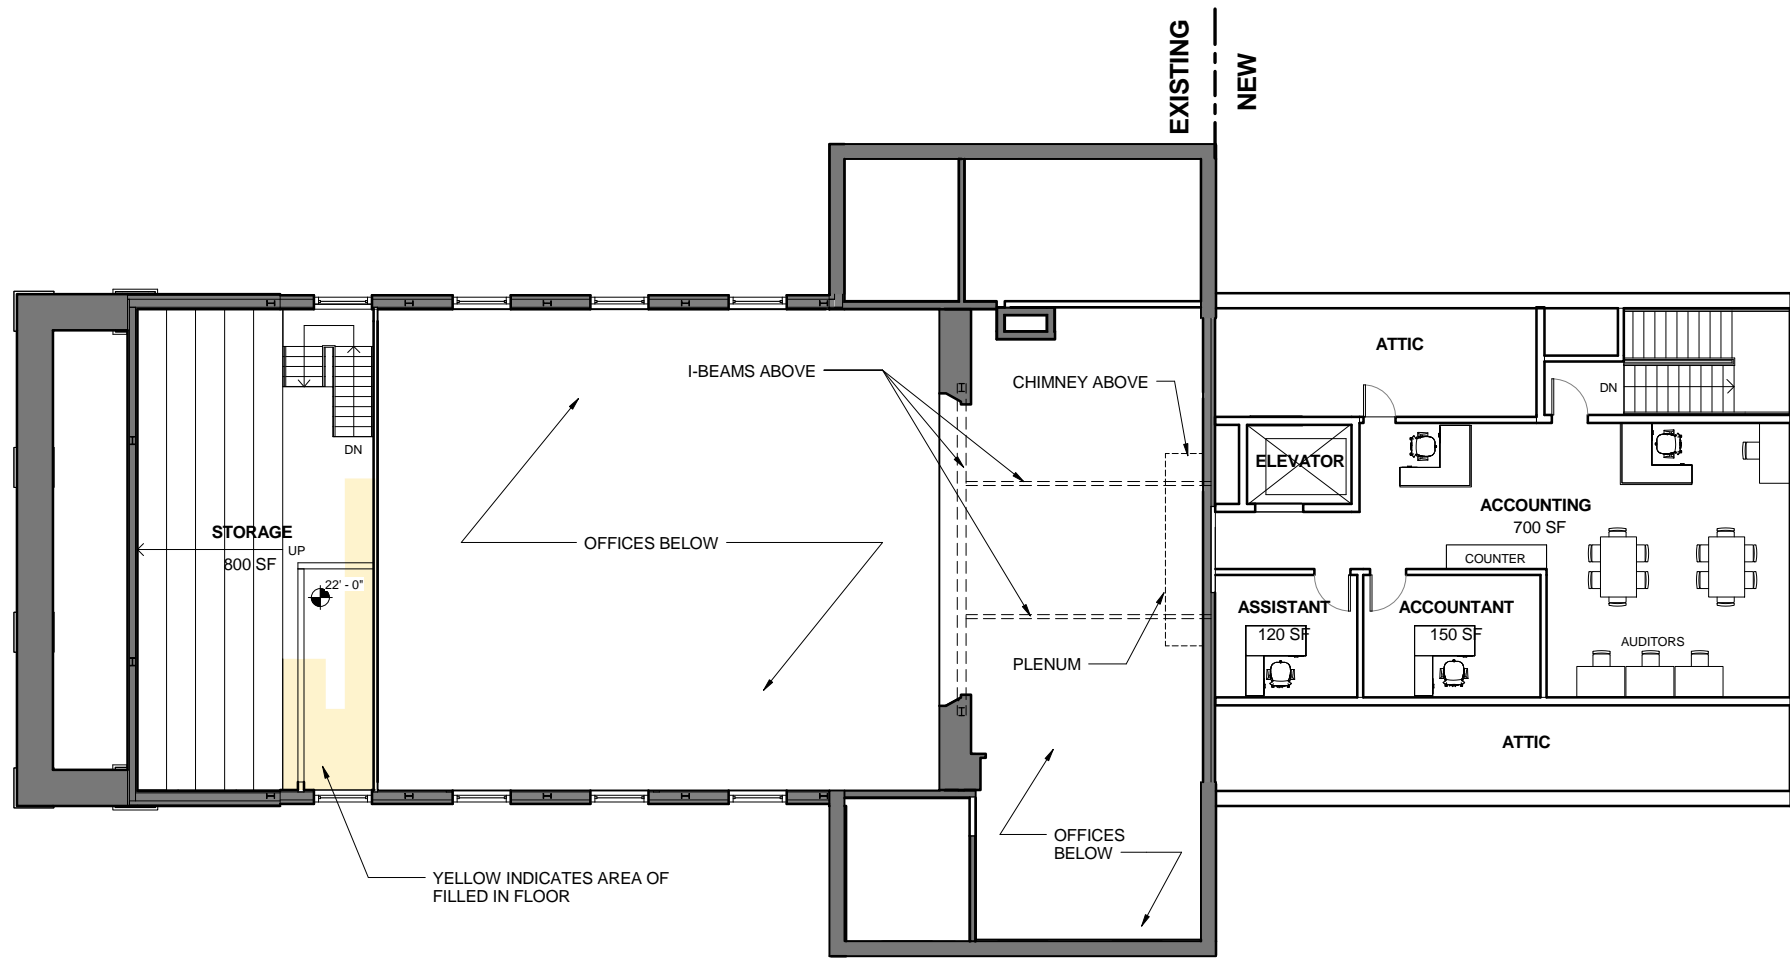 EXISTING
NEW
ATTIC
I-BEAMS ABOVE
CHIMNEY ABOVE
DN
DN
ELEVATOR
STORAGE
800 SF
UP
OFFICES BELOW
ACCOUNTING
700 SF
COUNTER
22' - 0"
ASSISTANT
120 SF
ACCOUNTANT
150 SF
AUDITORS
PLENUM
ATTIC
OFFICES
BELOW
YELLOW INDICATES AREA OF
FILLED IN FLOOR